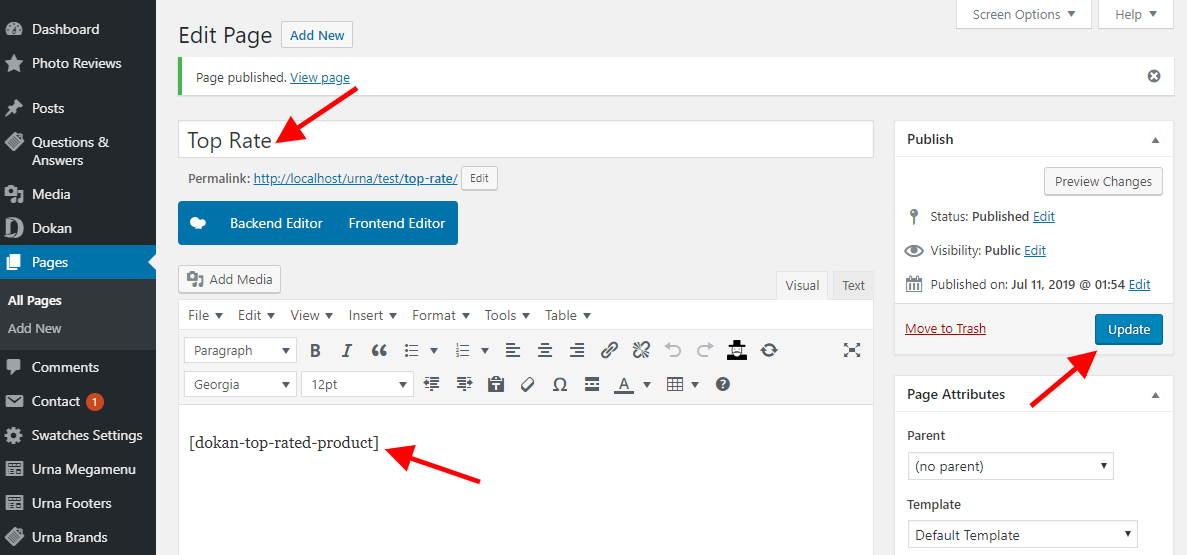 Screen Options
Help
Dashboard
Photo Reviews
Posts
Questions &
Answers
Media
Dokan
Pages
All Pages
Add New
Comments
Contact 1
Swatches Settings
Urna Megamenu
Urna Footers
Urna Brands
Edit Page Add New
Page published. View page
Top Rate
Permalink: http://localhost/urna/test/top-rate/ Edit
Backend Editor Frontend Editor
Add Media
Visual Text
File Edit View Insert Format Tools Table
Paragraph B I
Georgia 12pt A
[dokan-top-rated-product]
Publish
Preview Changes
Status: Published Edit
Visibility: Public Edit
Published on: Jul 11, 2019 @ 01:54 Edit
Move to Trash Update
Page Attributes
Parent
(no parent)
Template
Default Template